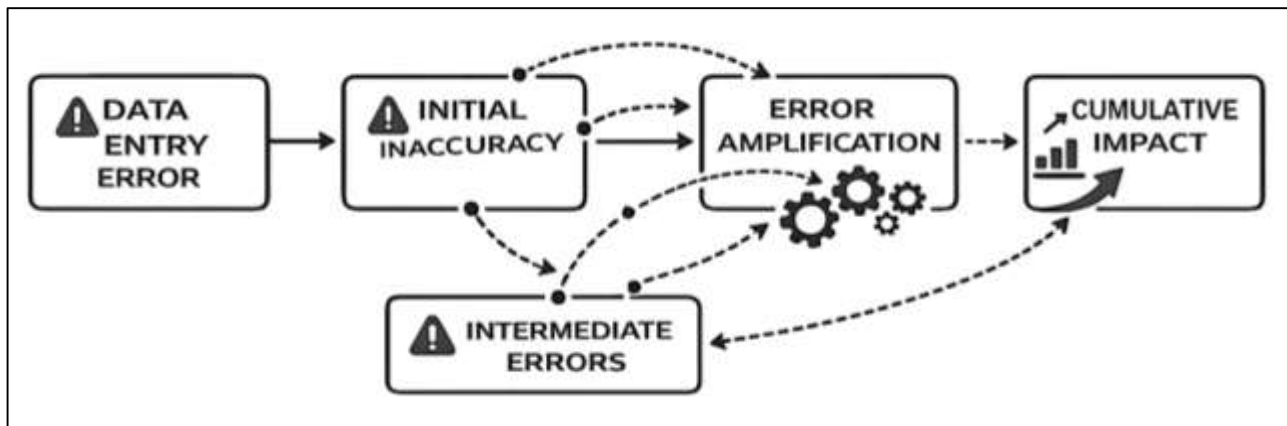 DATA
ENTRY
ERROR
INITIAL
INACCURACY
ERROR
AMPLIFICATION
CUMULATIVE
IMPACT
INTERMEDIATE
ERRORS